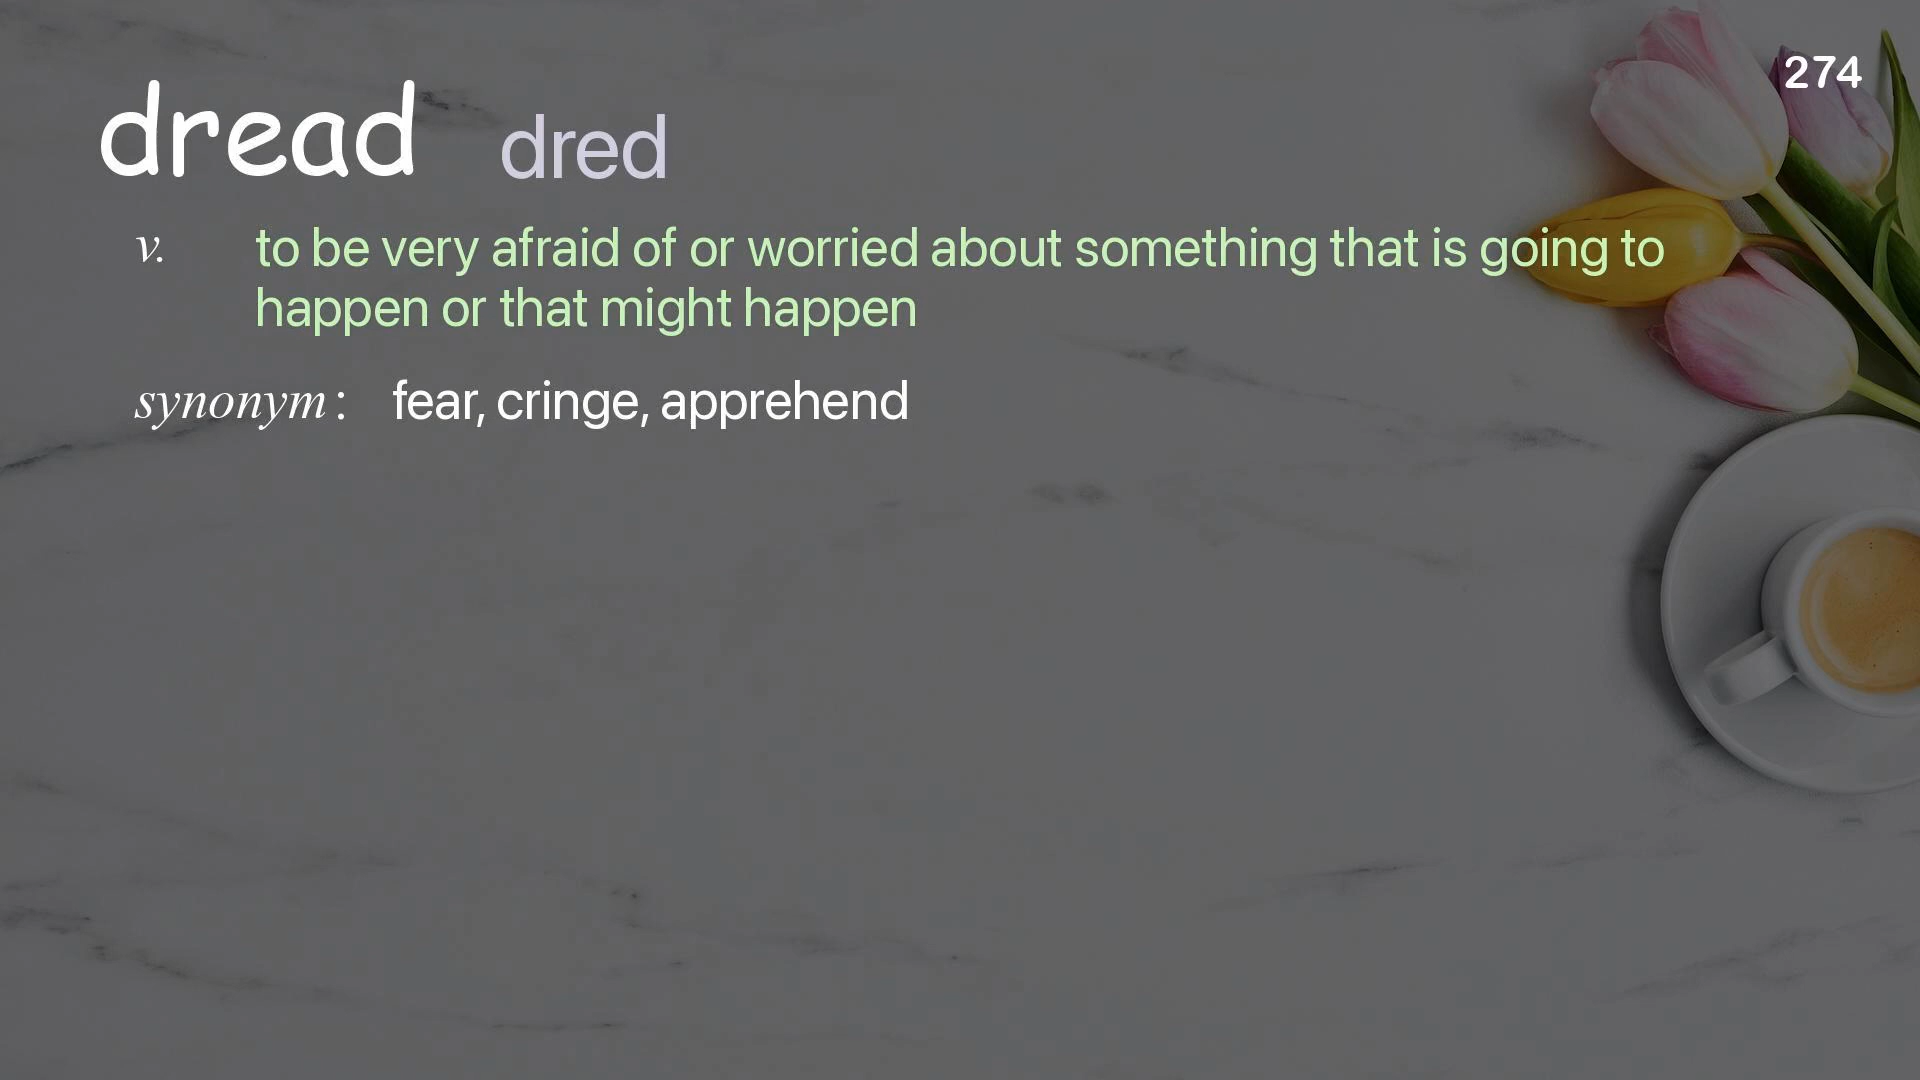 274
dread dred
v. to be very afraid of or worried about something that is going to
happen or that might happen
synonym : fear, cringe, apprehend